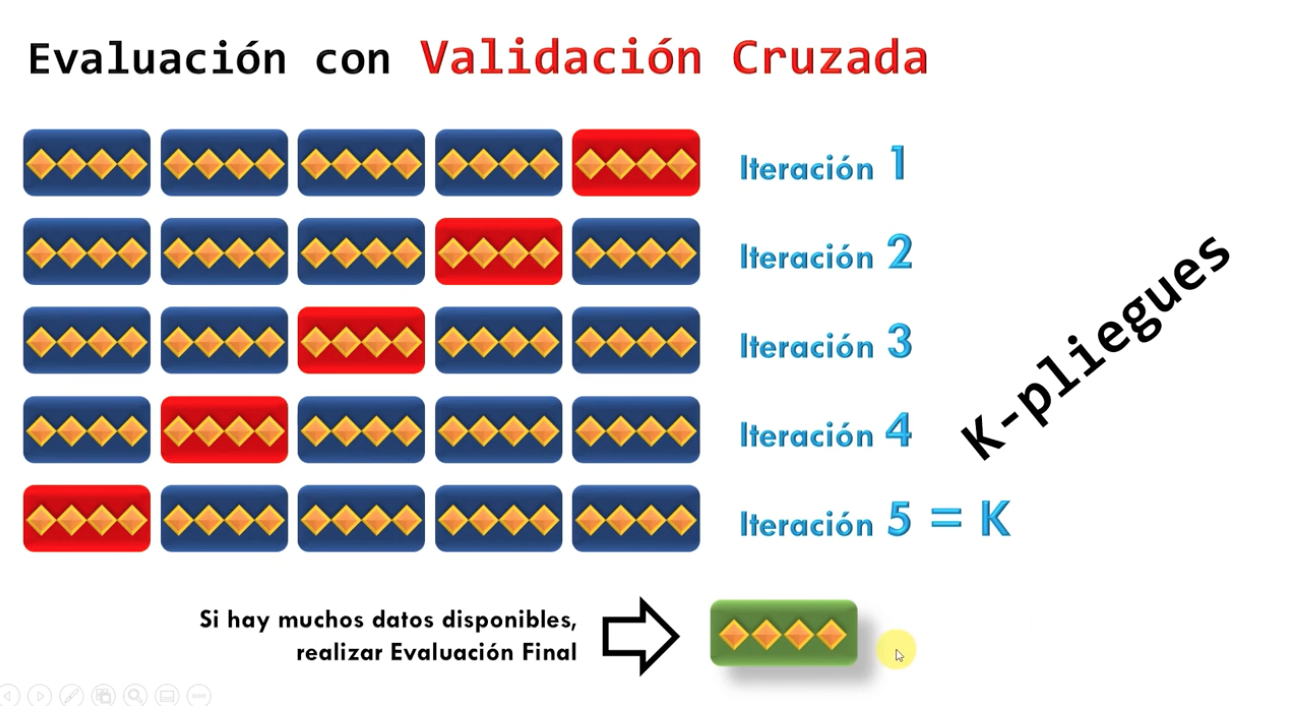 Evaluación con Validación Cruzada
Iteración 1
Iteración 2
Iteración 3
Iteración 4
Iteración 5 = K
K-pliegues
Si hay muchos datos disponibles,
realizar Evaluación Final